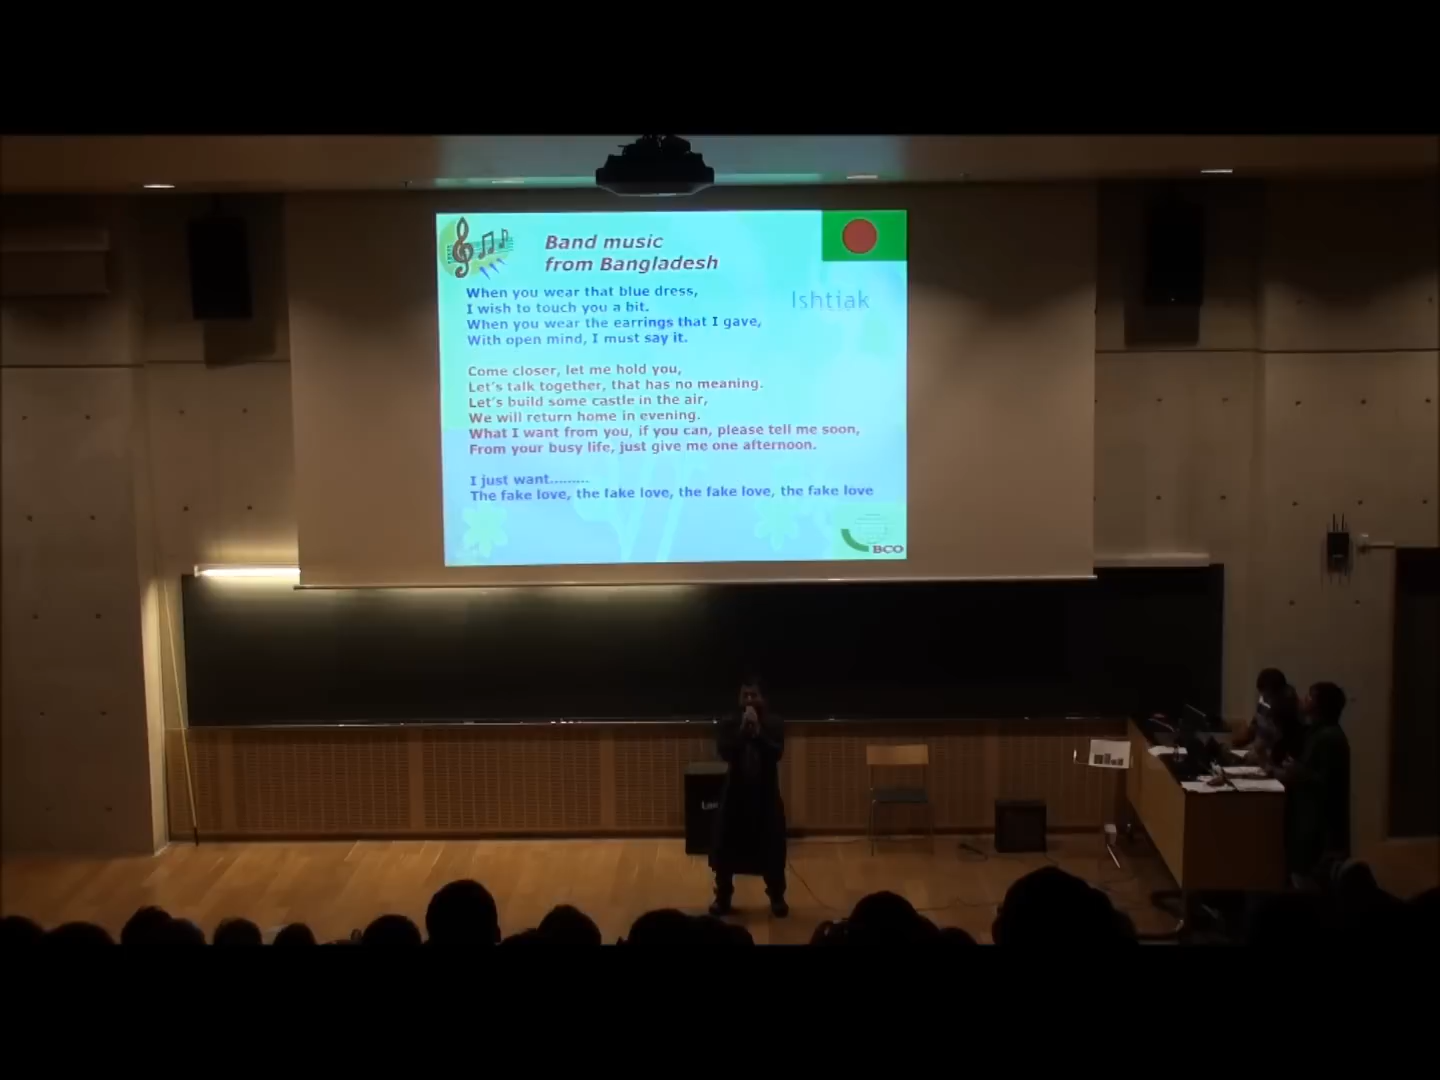 Band music
from Bangladesh
Ishtiak
When you wear that blue dress,
I wish to touch you a bit.
When you wear the earrings that I gave,
With open mind, I must say it.
Come closer, let me hold you,
Let's talk together, that has no meaning.
Let's build some castle in the air,
We will return home in evening.
What I want from you, if you can, please tell me soon,
From your busy life, just give me one afternoon.
I just want.........
The fake love, the fake love, the fake love, the fake love
BCO